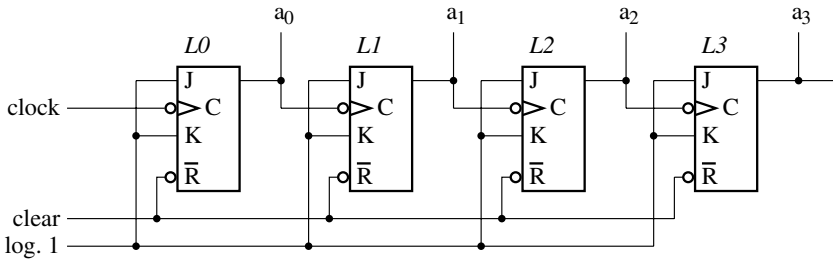 a0 a1 a2 a3
L0 L1 L2 L3
J J J J
clock C C C C
K K K K
R̅ R̅ R̅ R̅
clear
log. 1